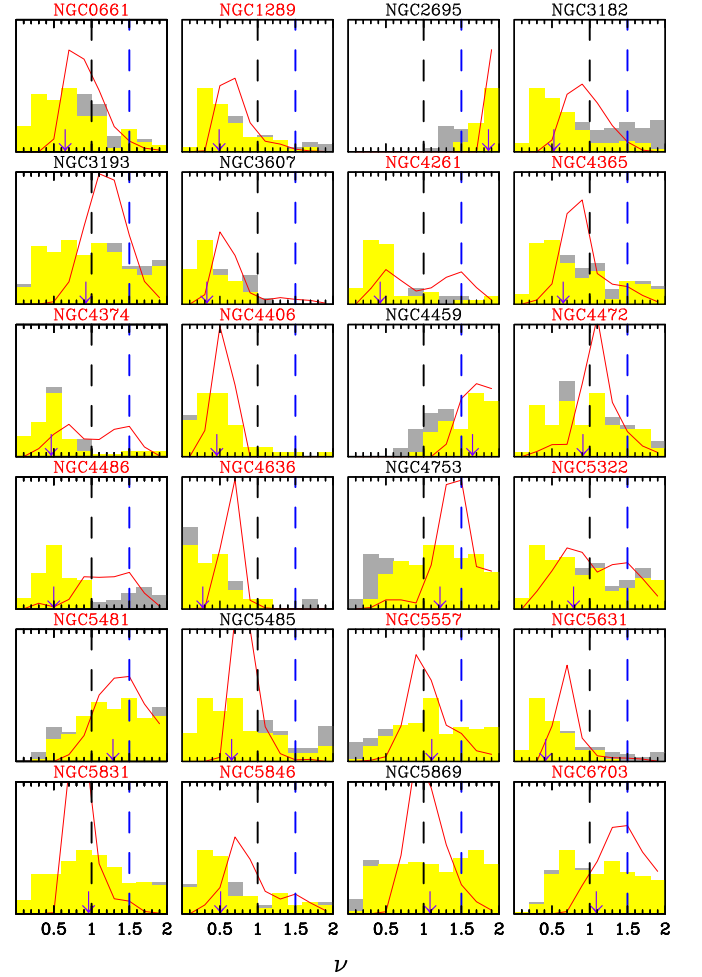 NGC0661 NGC1289 NGC2695 NGC3182
NGC3193 NGC3607 NGC4261 NGC4365
NGC4374 NGC4406 NGC4459 NGC4472
NGC4486 NGC4636 NGC4753 NGC5322
NGC5481 NGC5485 NGC5557 NGC5631
NGC5831 NGC5846 NGC5869 NGC6703
0.5 1 1.5 2 0.5 1 1.5 2 0.5 1 1.5 2 0.5 1 1.5 2
ν